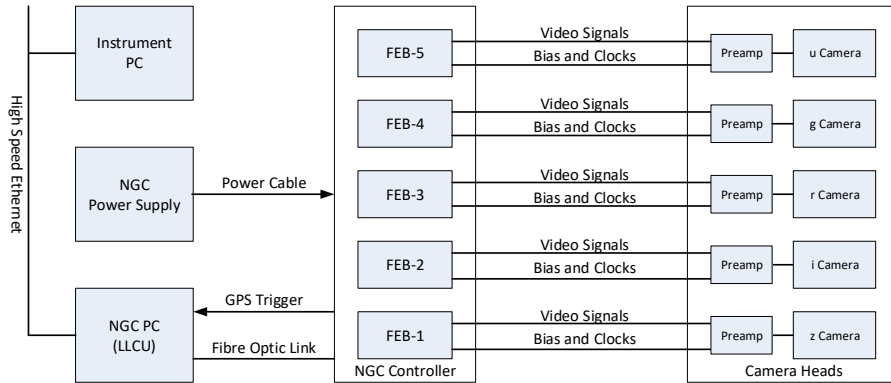 High Speed Ethernet
Instrument
PC
NGC
Power Supply
Power Cable
NGC PC
(LLCU)
GPS Trigger
Fibre Optic Link
FEB-5
Video Signals
Bias and Clocks
Preamp
u Camera
FEB-4
Video Signals
Bias and Clocks
Preamp
g Camera
FEB-3
Video Signals
Bias and Clocks
Preamp
r Camera
FEB-2
Video Signals
Bias and Clocks
Preamp
i Camera
FEB-1
Video Signals
Bias and Clocks
Preamp
z Camera
NGC Controller
Camera Heads